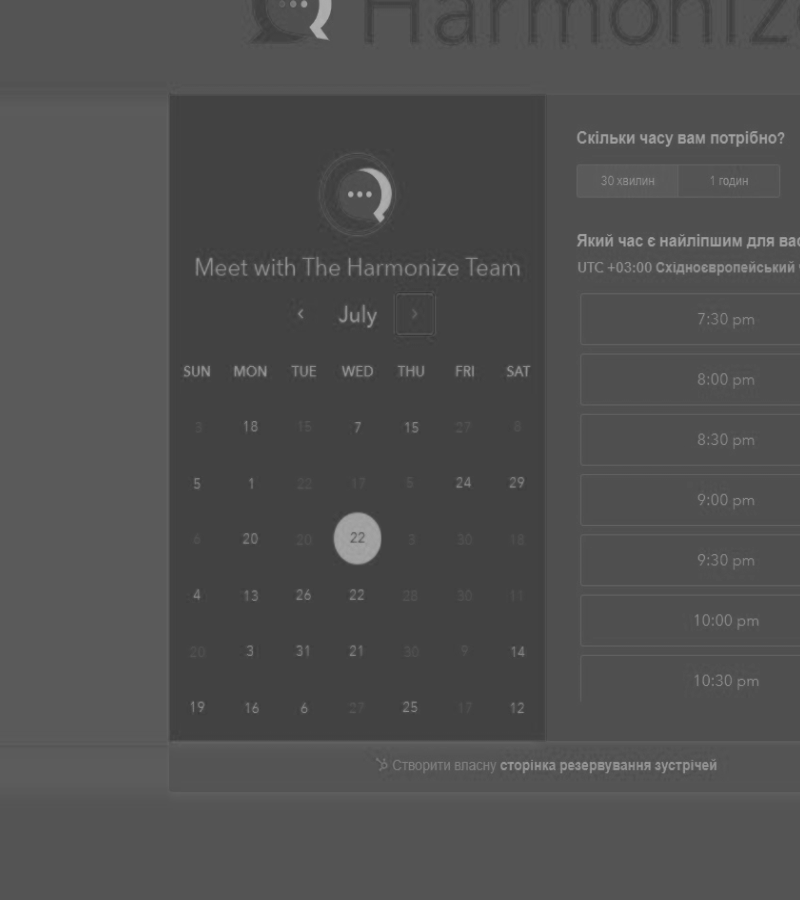 Harmonize
Meet with The Harmonize Team
July
SUN MON TUE WED THU FRI SAT
3 18 15 7 15 27 6
5 1 22 17 5 24 29
6 20 20 22 3 30 18
4 13 26 22 28 30 11
20 3 31 21 30 9 14
19 16 6 27 25 17 12
Скільки часу вам потрібно?
30 хвилин 1 годин
Який час є найліпшим для вас
UTC +03:00 Східноєвропейський
7:30 pm
8:00 pm
8:30 pm
9:00 pm
9:30 pm
10:00 pm
10:30 pm
Створити власну сторінка резервування зустрічей